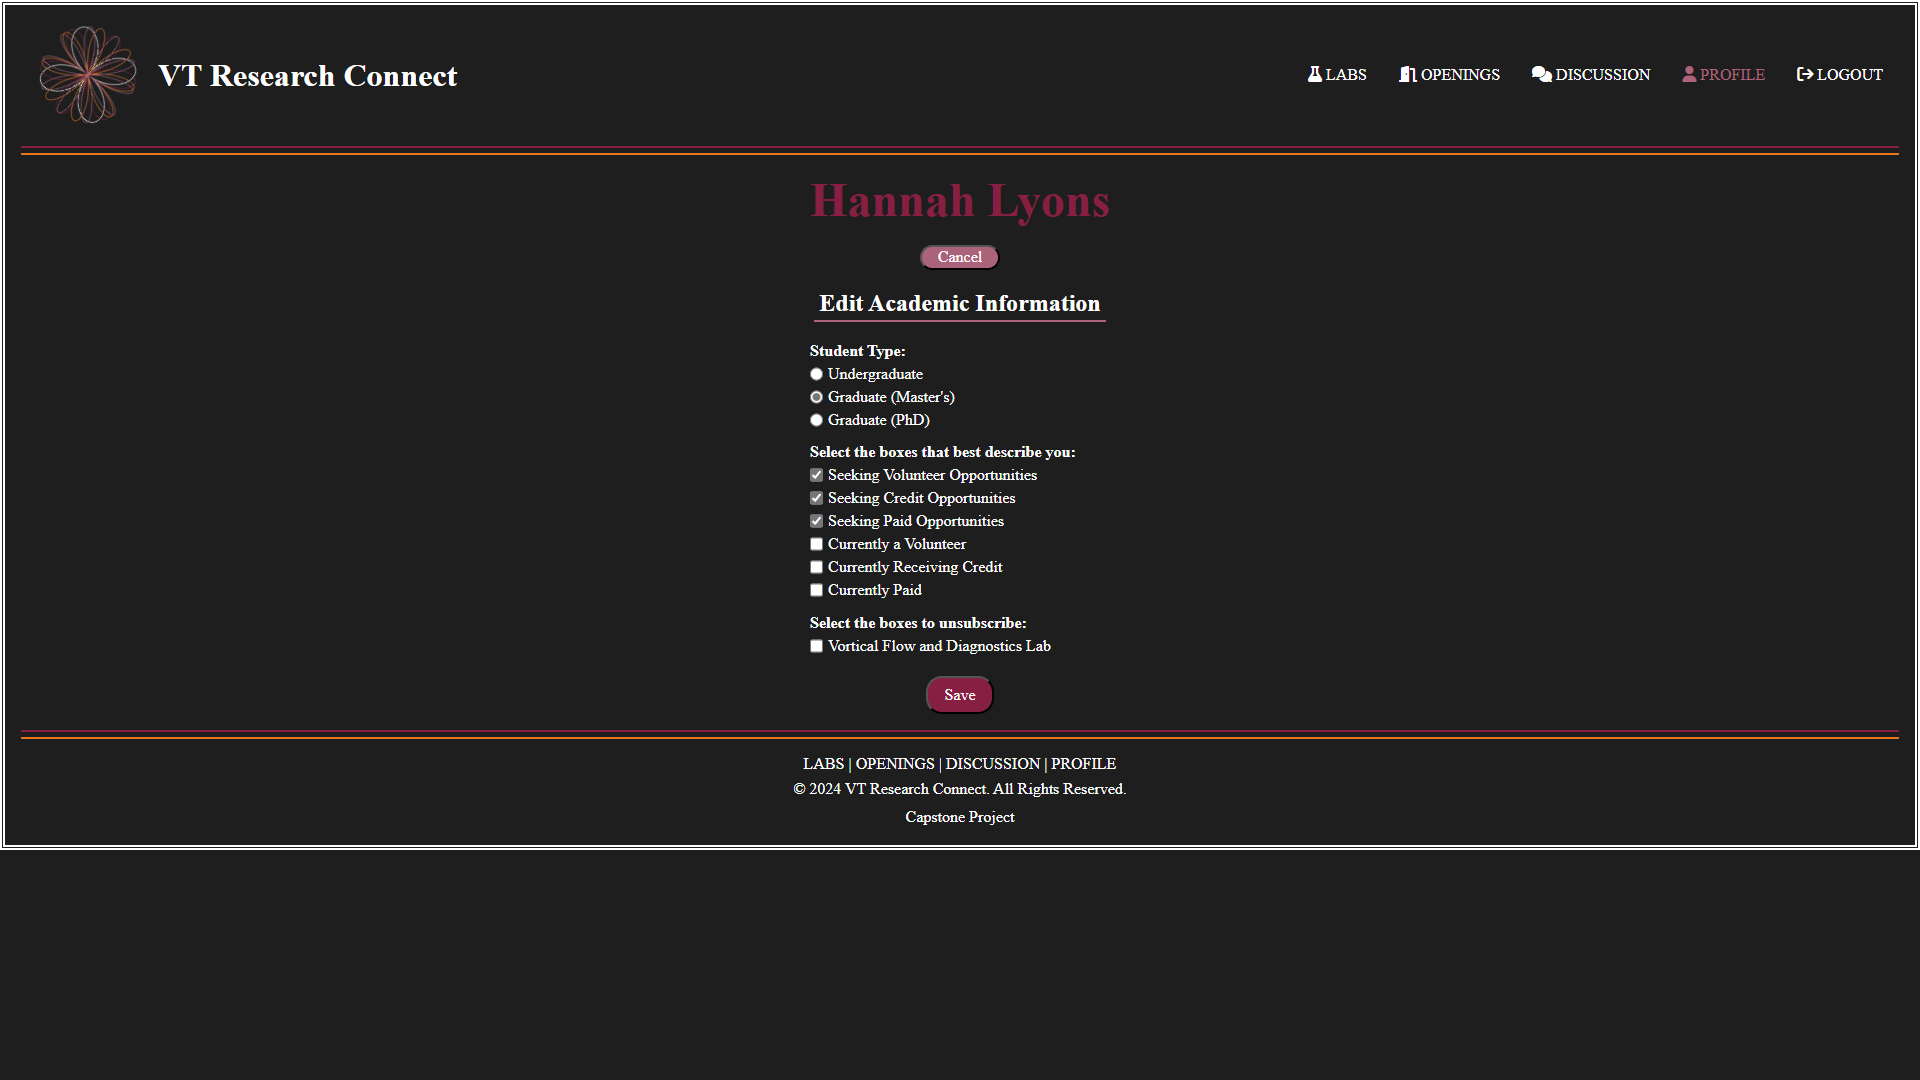 VT Research Connect
LABS
OPENINGS
DISCUSSION
PROFILE
LOGOUT
Hannah Lyons
Cancel
Edit Academic Information
Student Type:
Undergraduate
Graduate (Master's)
Graduate (PhD)
Select the boxes that best describe you:
Seeking Volunteer Opportunities
Seeking Credit Opportunities
Seeking Paid Opportunities
Currently a Volunteer
Currently Receiving Credit
Currently Paid
Select the boxes to unsubscribe:
Vortical Flow and Diagnostics Lab
Save
LABS | OPENINGS | DISCUSSION | PROFILE
© 2024 VT Research Connect. All Rights Reserved.
Capstone Project